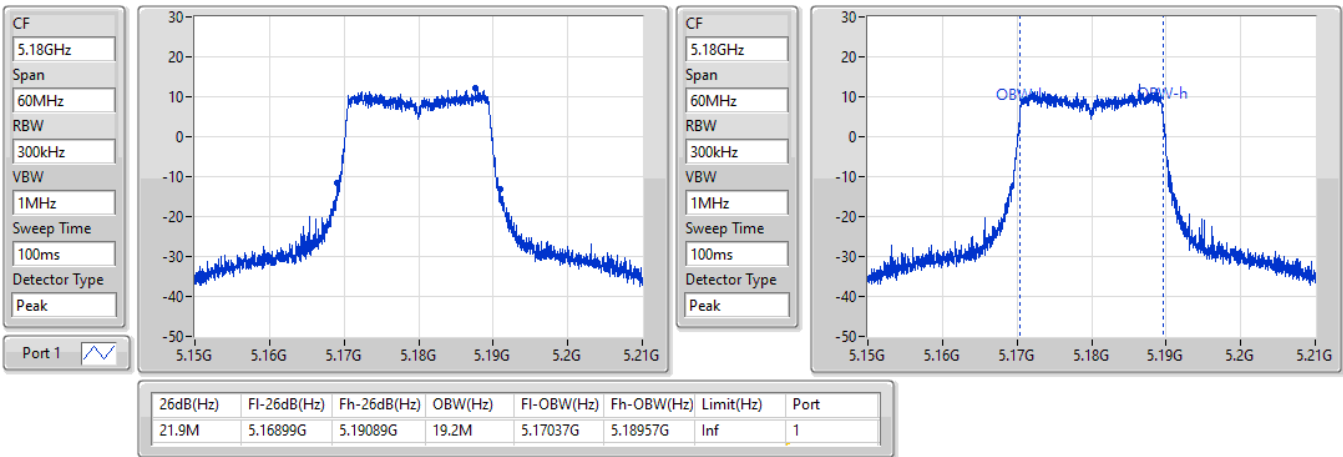 CF
5.18GHz
Span
60MHz
RBW
300kHz
VBW
1MHz
Sweep Time
100ms
Detector Type
Peak
Port 1
30
20
10
0
-10
-20
-30
-40
-50
5.15G 5.16G 5.17G 5.18G 5.19G 5.2G 5.21G
CF
5.18GHz
Span
60MHz
RBW
300kHz
VBW
1MHz
Sweep Time
100ms
Detector Type
Peak
30
20
10
0
-10
-20
-30
-40
-50
OBW-h
5.15G 5.16G 5.17G 5.18G 5.19G 5.2G 5.21G
26dB(Hz) Fl-26dB(Hz) Fh-26dB(Hz) OBW(Hz) Fl-OBW(Hz) Fh-OBW(Hz) Limit(Hz) Port
21.9M 5.16899G 5.19089G 19.2M 5.17037G 5.18957G Inf 1